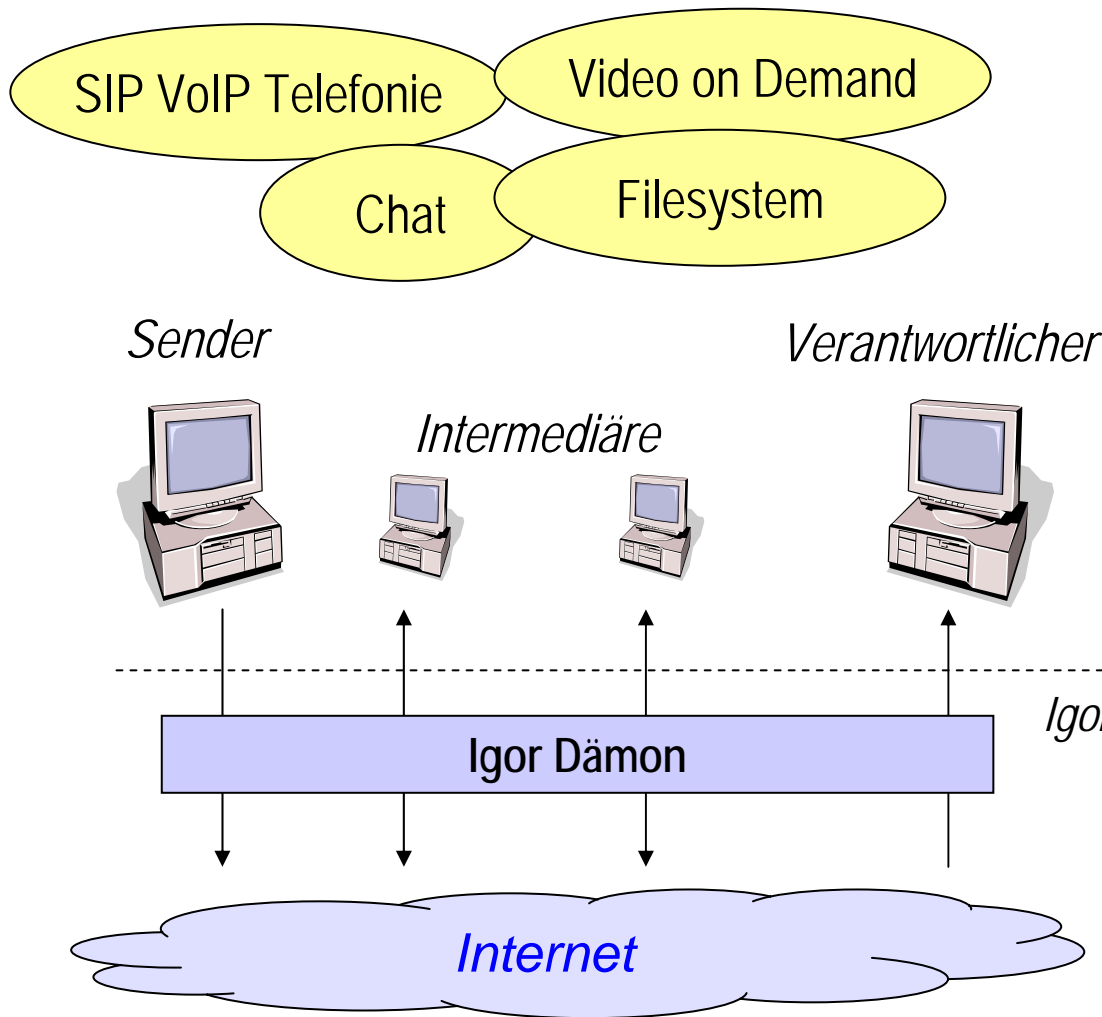 SIP VoIP Telefonie
Video on Demand
Chat
Filesystem
Sender
Verantwortlicher
Intermediäre
Igor Dämon
Internet